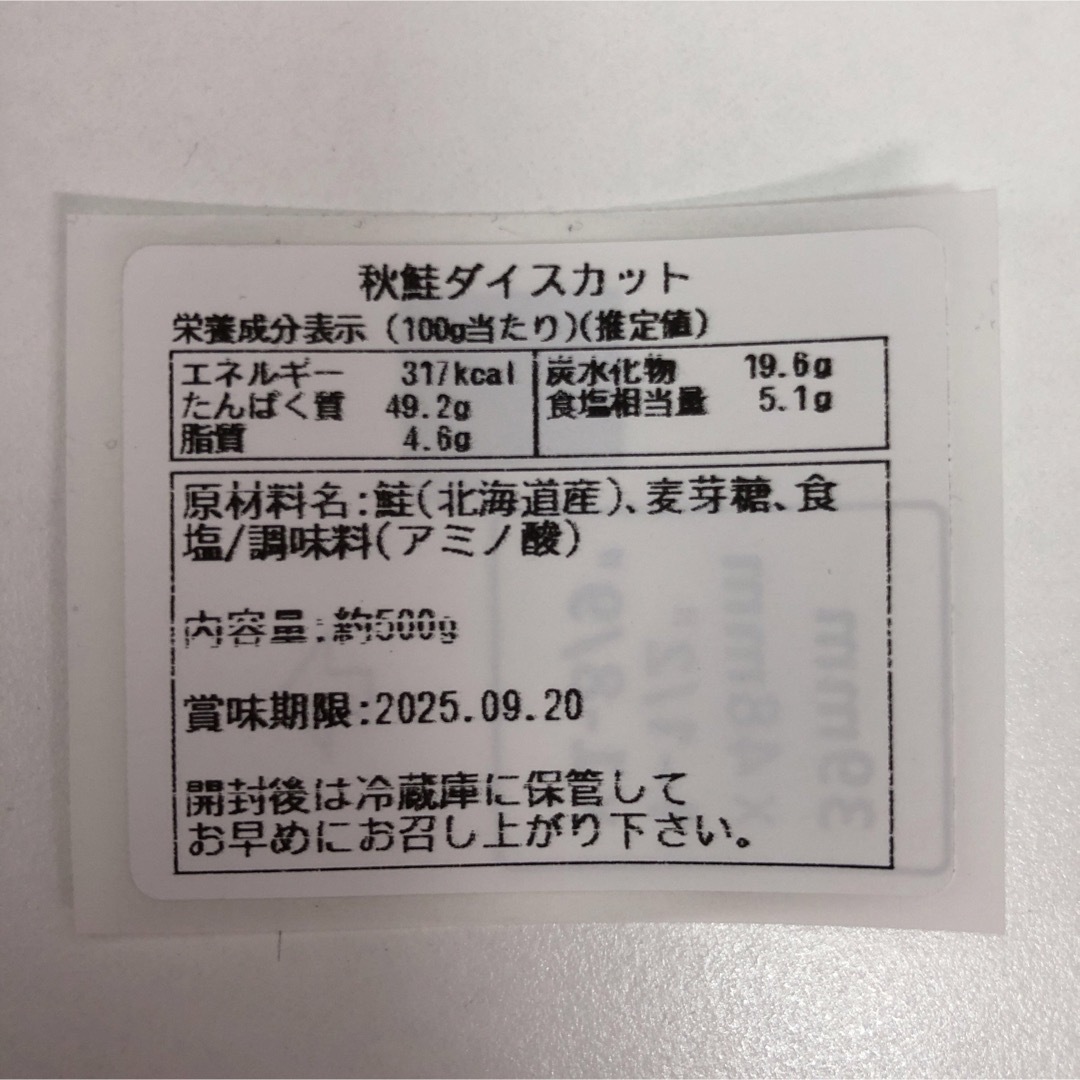 秋鮭ダイスカット
栄養成分表示(100g当たり)(推定値)
エネルギー 317kcal 炭水化物 19.6g
たんぱく質 49.2g 食塩相当量 5.1g
脂質 4.6g
原材料名:鮭(北海道産)、麦芽糖、食
塩/調味料(アミノ酸)
内容量:約500g
賞味期限:2025.09.20
開封後は冷蔵庫に保管して
お早めにお召し上がり下さい。
39mm
x 48mm